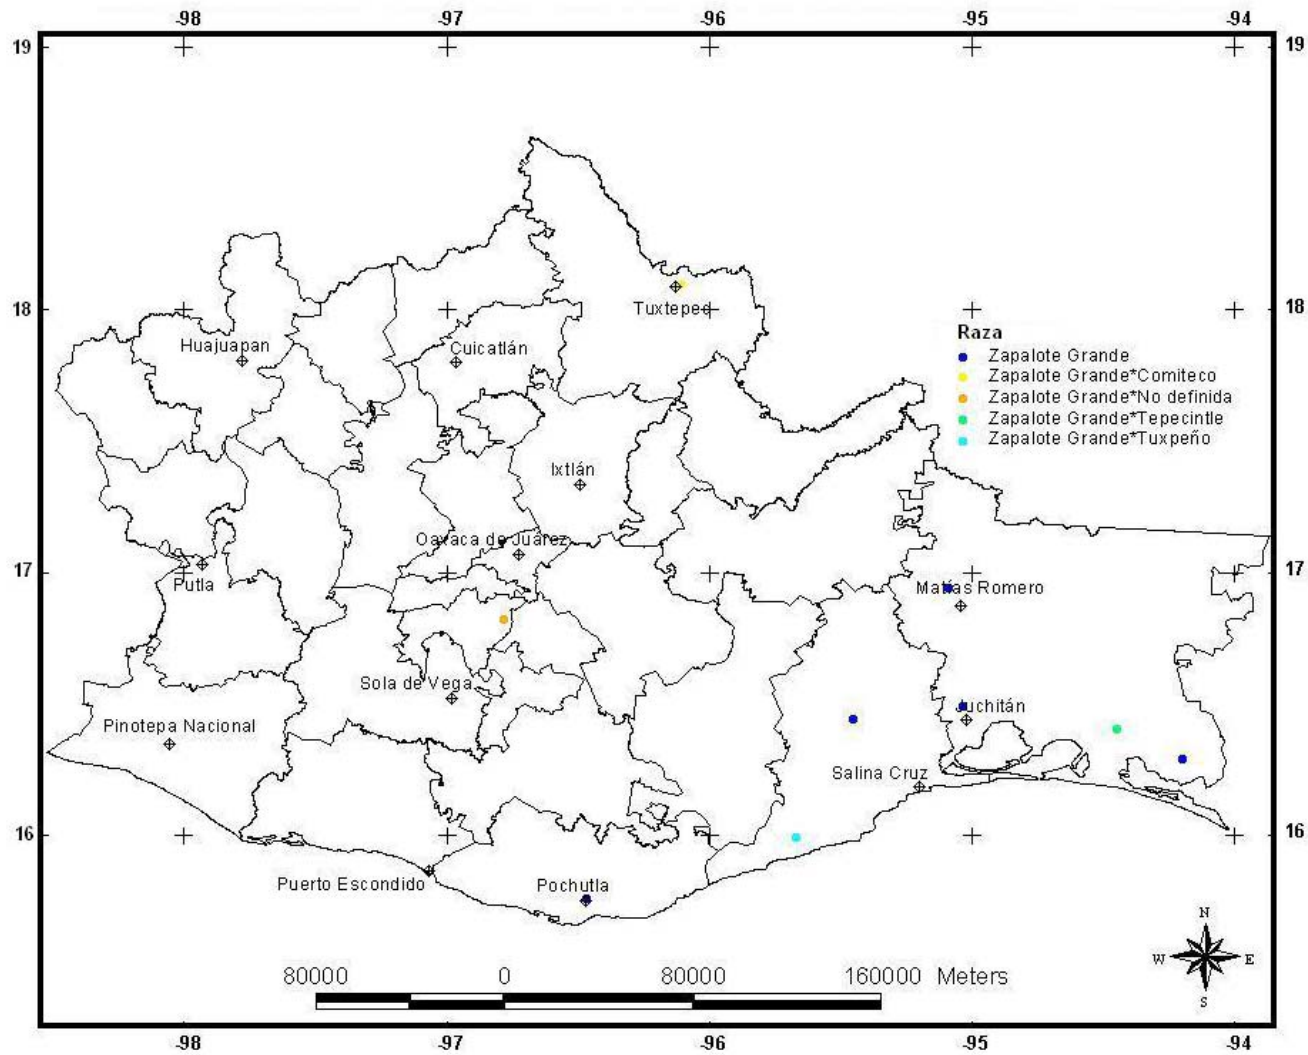 -98 -97 -96 -95 -94
19 19
18
Tuxtepec
Raza
Huajuapan
Cuicatlán
Zapalote Grande
Zapalote Grande*Comiteco
Zapalote Grande*No definida
Zapalote Grande*Tepecintle
Zapalote Grande*Tuxpeño
Ixtlán
Oaxaca de Juárez
17 17
Putla
Matías Romero
Sola de Vega
Pinotepa Nacional
Juchitán
Salina Cruz
16 16
Puerto Escondido
Pochutla
N
W E
S
80000 0 80000 160000 Meters
-98 -97 -96 -95 -94